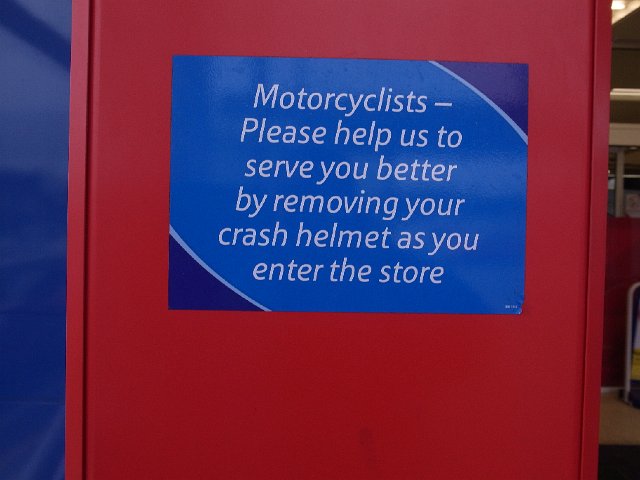 Motorcyclists –
Please help us to
serve you better
by removing your
crash helmet as you
enter the store